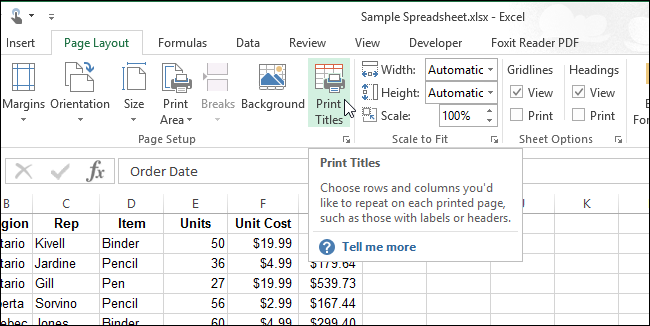 Sample Spreadsheet.xlsx - Excel
Insert Page Layout Formulas Data Review View Developer Foxit Reader PDF
Margins Orientation Size Print Area Breaks Background Print Titles
Width: Automatic
Height: Automatic
Scale: 100%
Gridlines Headings
View View
Print Print
Page Setup Scale to Fit Sheet Options
fx Order Date
Print Titles
Choose rows and columns you'd
like to repeat on each printed page,
such as those with labels or headers.
? Tell me more
B C D E F J K L
gion Rep Item Units Unit Cost
tario Kivell Binder 50 $19.99
tario Jardine Pencil 36 $4.99 $179.64
tario Gill Pen 27 $19.99 $539.73
berta Sorvino Pencil 56 $2.99 $167.44
ebec Jones Binder 60 $4.99 $299.40